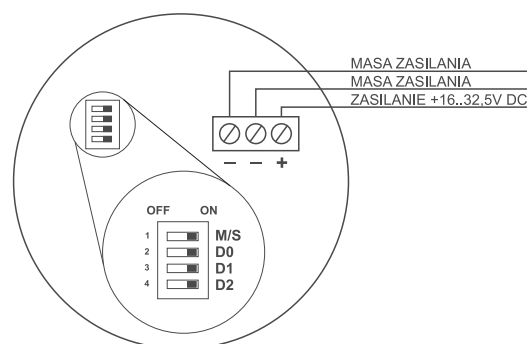 MASA ZASILANIA
MASA ZASILANIA
ZASILANIE +16..32,5V DC
– – +
OFF ON
1 M/S
2 D0
3 D1
4 D2